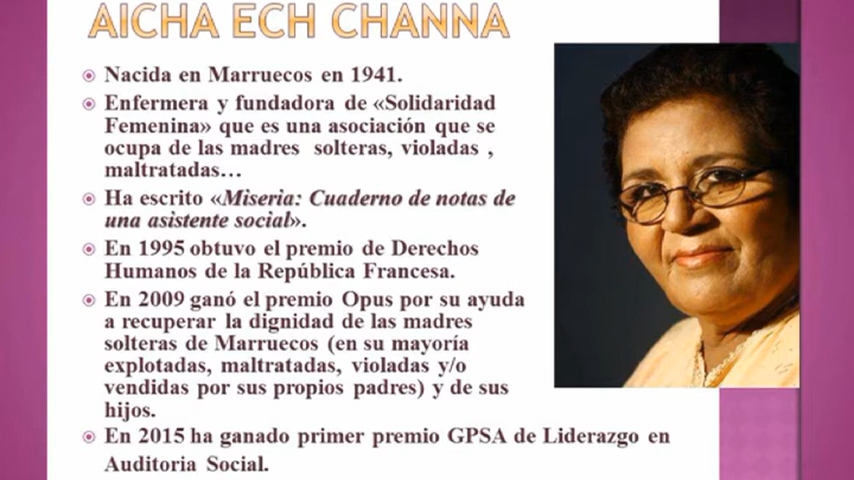 AICHA ECH CHANNA
Nacida en Marruecos en 1941.
Enfermera y fundadora de «Solidaridad
Femenina» que es una asociación que se
ocupa de las madres solteras, violadas ,
maltratadas…
Ha escrito «Miseria: Cuaderno de notas de
una asistente social».
En 1995 obtuvo el premio de Derechos
Humanos de la República Francesa.
En 2009 ganó el premio Opus por su ayuda
a recuperar la dignidad de las madres
solteras de Marruecos (en su mayoría
explotadas, maltratadas, violadas y/o
vendidas por sus propios padres) y de sus
hijos.
En 2015 ha ganado primer premio GPSA de Liderazgo en
Auditoria Social.